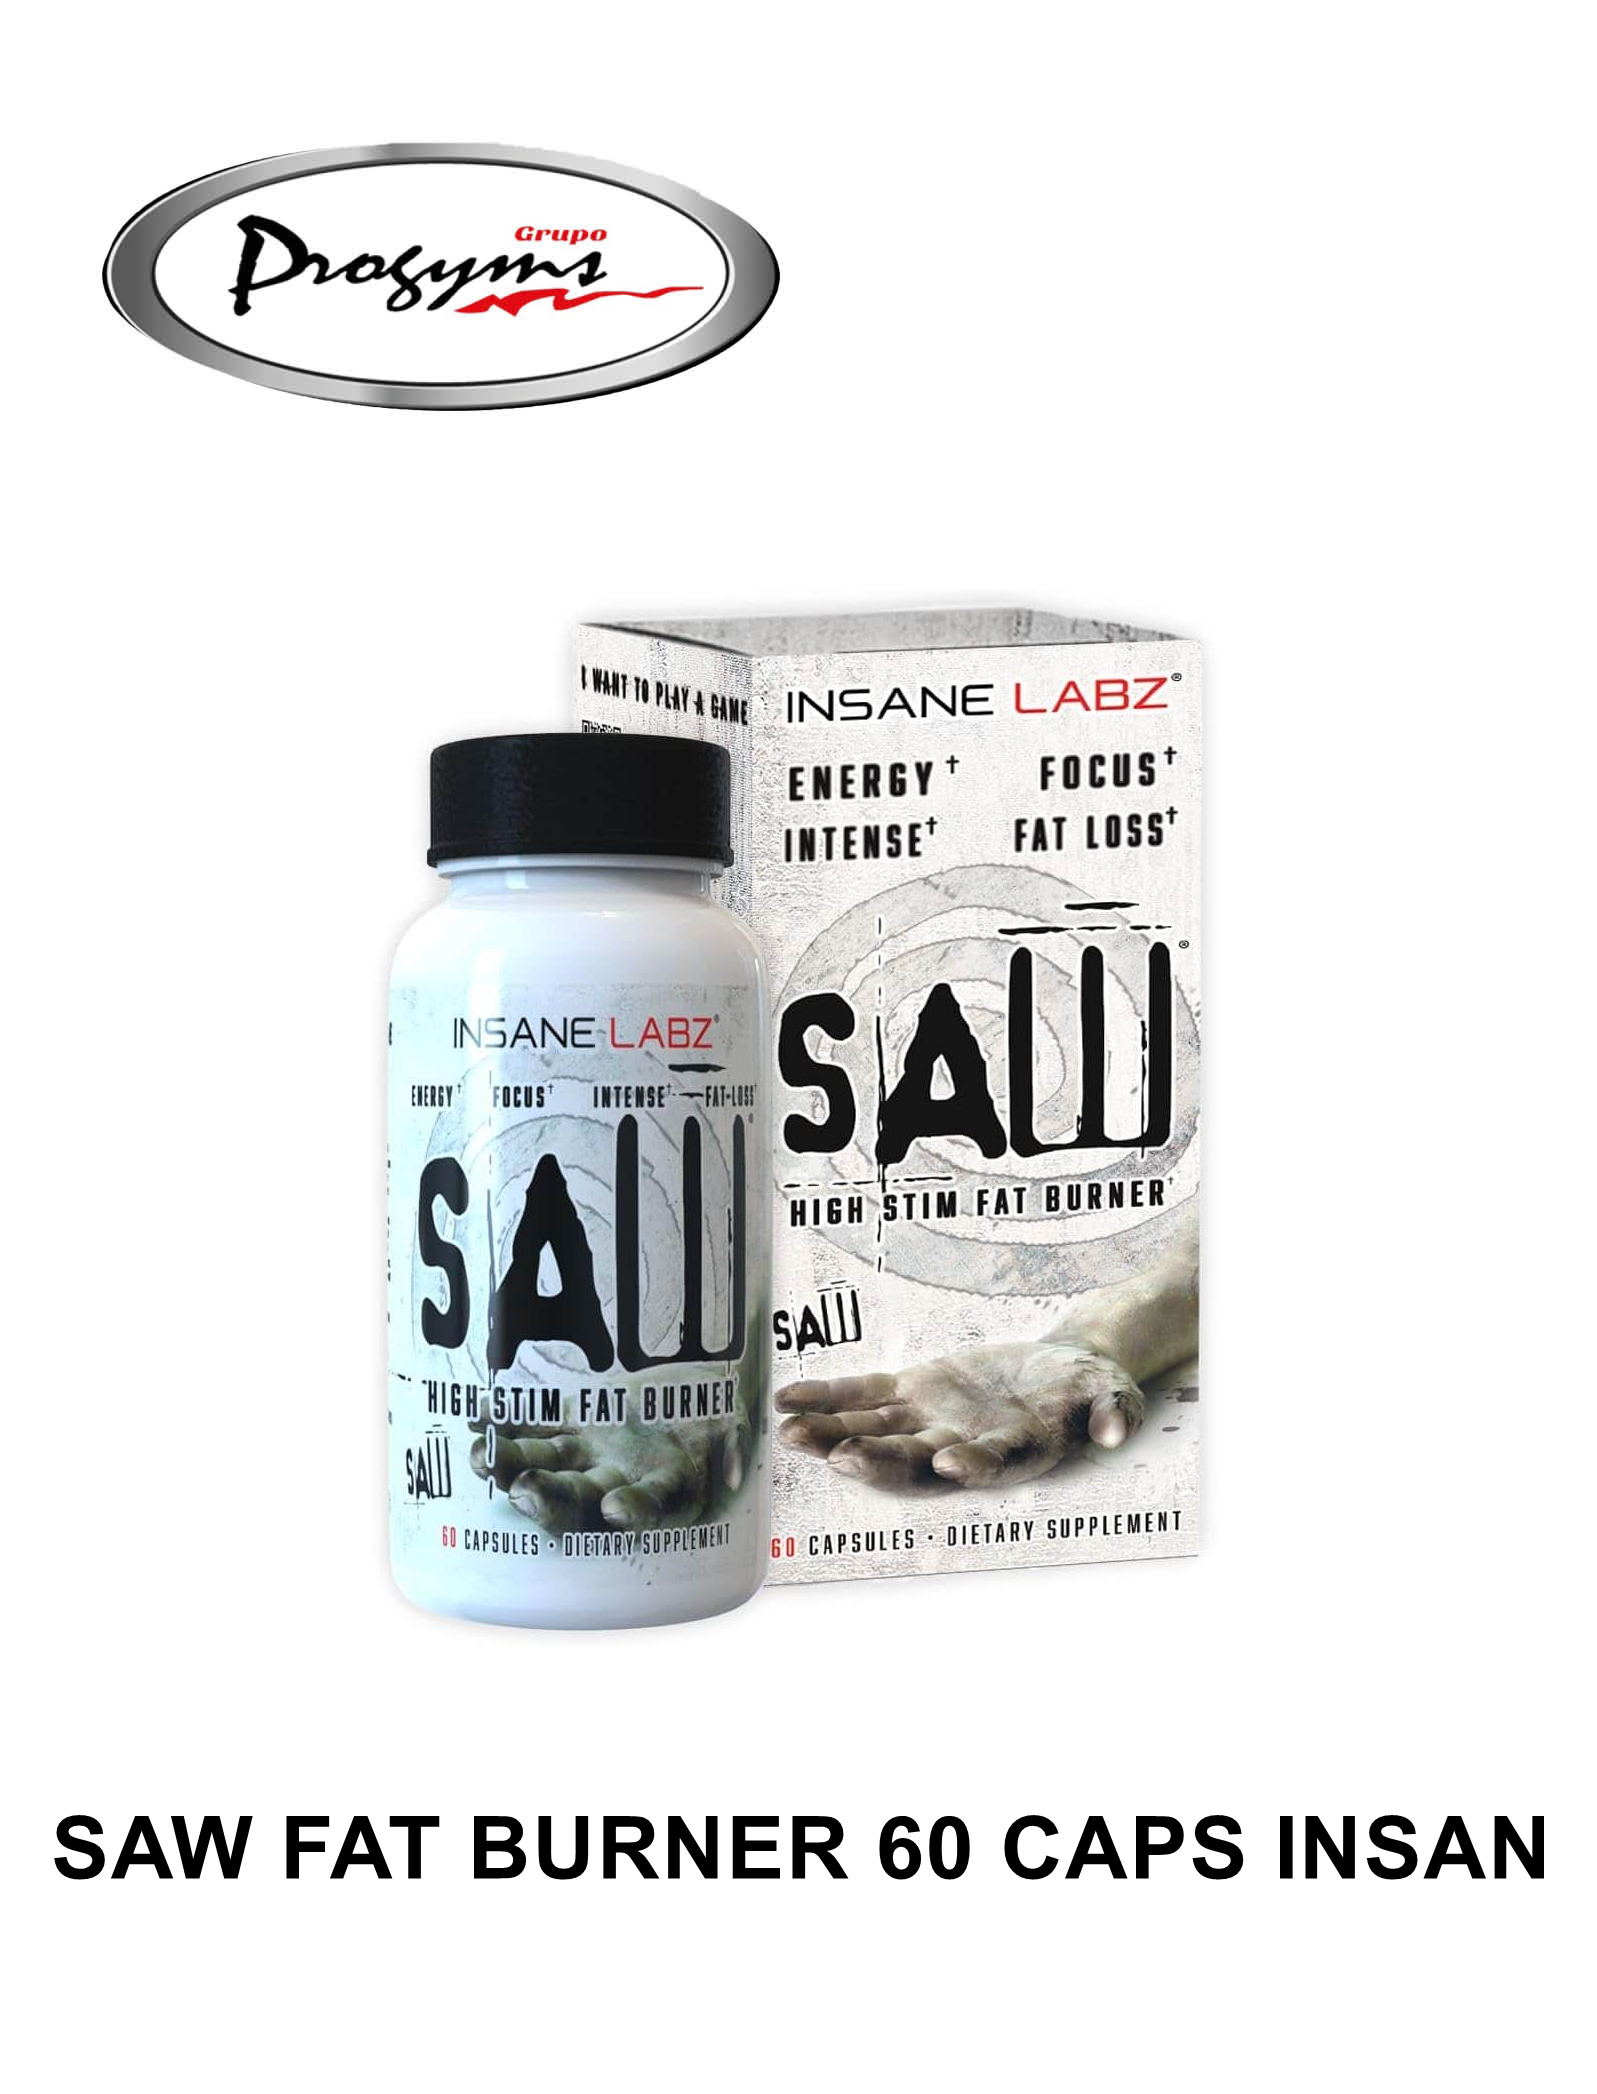 Grupo
Progyms
I WANT TO PLAY A GAME
INSANE LABZ®
ENERGY† FOCUS†
INTENSE† FAT LOSS†
SAW®
HIGH STIM FAT BURNER†
SAW
60 CAPSULES • DIETARY SUPPLEMENT
INSANE LABZ®
ENERGY† FOCUS† INTENSE† FAT-LOSS†
SAW®
HIGH STIM FAT BURNER†
SAW
60 CAPSULES • DIETARY SUPPLEMENT
SAW FAT BURNER 60 CAPS INSAN